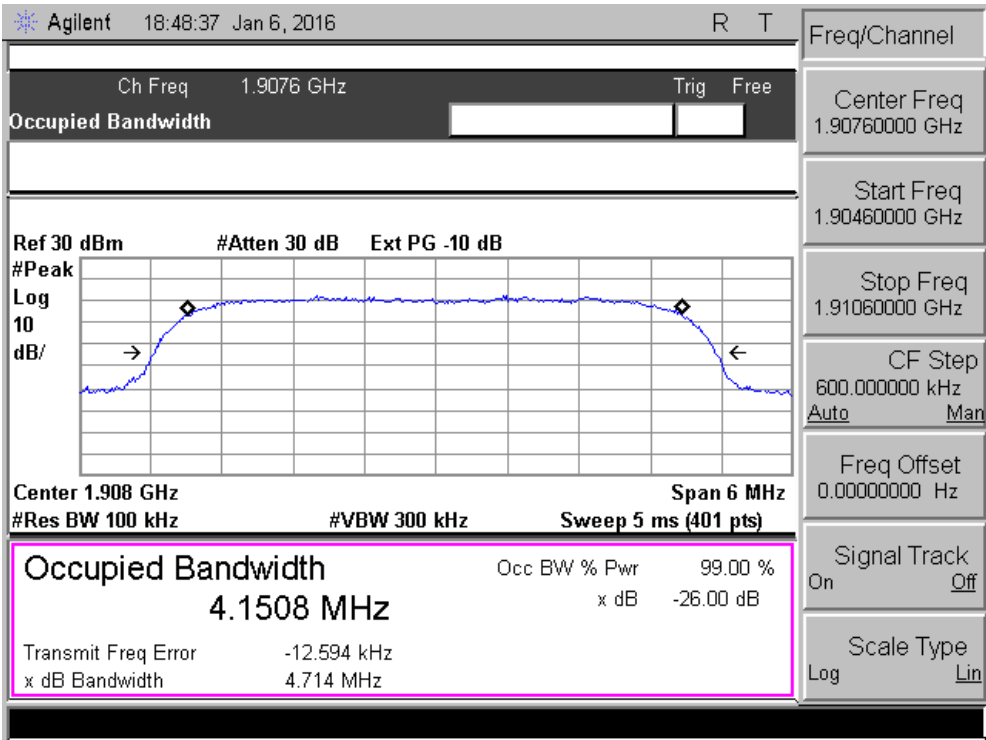 Agilent 18:48:37 Jan 6, 2016 R T
Freq/Channel
Ch Freq 1.9076 GHz Trig Free
Occupied Bandwidth
Center Freq
1.90760000 GHz
Start Freq
1.90460000 GHz
Stop Freq
1.91060000 GHz
CF Step
600.000000 kHz
Auto Man
Freq Offset
0.00000000 Hz
Signal Track
On Off
Scale Type
Log Lin
Ref 30 dBm #Atten 30 dB Ext PG -10 dB
#Peak
Log
10
dB/
Center 1.908 GHz Span 6 MHz
#Res BW 100 kHz #VBW 300 kHz Sweep 5 ms (401 pts)
Occupied Bandwidth Occ BW % Pwr 99.00 %
4.1508 MHz x dB -26.00 dB
Transmit Freq Error -12.594 kHz
x dB Bandwidth 4.714 MHz